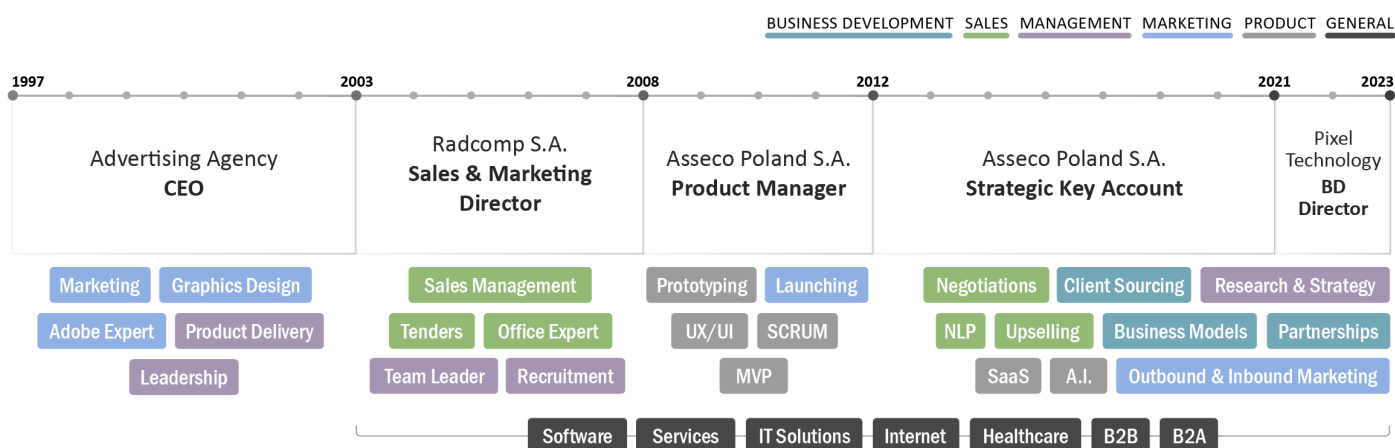 BUSINESS DEVELOPMENT SALES MANAGEMENT MARKETING PRODUCT GENERAL
1997 2003 2008 2012 2021 2023
Advertising Agency
CEO
Radcomp S.A.
Sales & Marketing
Director
Asseco Poland S.A.
Product Manager
Asseco Poland S.A.
Strategic Key Account
Pixel
Technology
BD
Director
Marketing Graphics Design
Adobe Expert Product Delivery
Leadership
Sales Management
Tenders Office Expert
Team Leader Recruitment
Prototyping Launching
UX/UI SCRUM
MVP
Negotiations Client Sourcing Research & Strategy
NLP Upselling Business Models Partnerships
SaaS A.I. Outbound & Inbound Marketing
Software Services IT Solutions Internet Healthcare B2B B2A